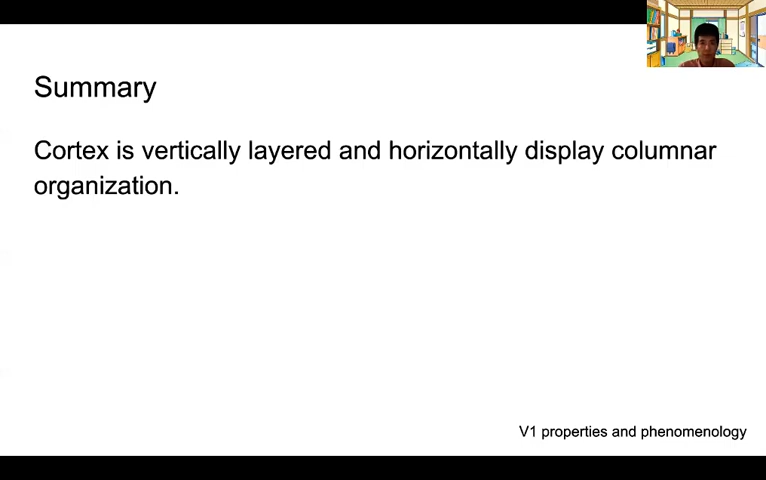 Summary
Cortex is vertically layered and horizontally display columnar
organization.
V1 properties and phenomenology